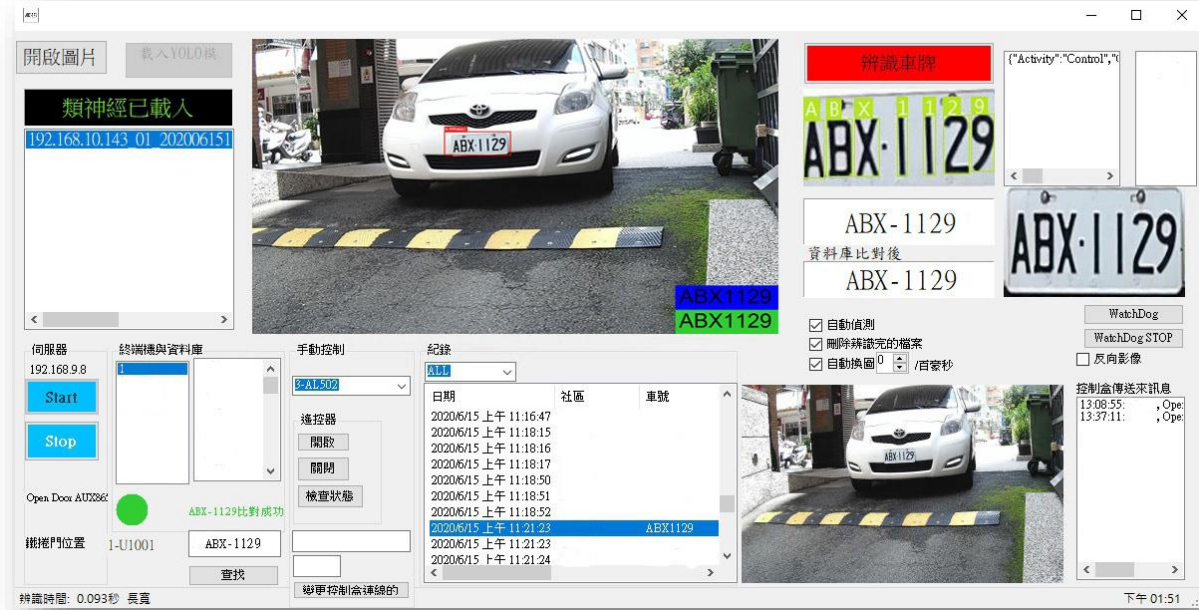 開啟圖片
載入YOLO模
類神經已載入
192.168.10.143_01_202006151
ABX-1129
ABX1129
ABX1129
辨識車牌
{"Activity":"Control","
A B X 1 1 2 9
ABX·1129
ABX-1129
資料庫比對後
ABX-1129
ABX·1129
自動偵測
刪除辨識完的檔案
自動換圖 0 /百豪秒
WatchDog
WatchDog STOP
反向影像
伺服器
192.168.9.8
Start
Stop
Open Door AUX86
鐵捲門位置
終端機與資料庫
1
ABX-1129比對成功
1-U1001
ABX-1129
查找
手動控制
3-AL502
遙控器
開啟
關閉
檢查狀態
變更控制盒連線的
紀錄
ALL
日期 社區 車號
2020/6/15 上午 11:16:47
2020/6/15 上午 11:18:15
2020/6/15 上午 11:18:16
2020/6/15 上午 11:18:17
2020/6/15 上午 11:18:50
2020/6/15 上午 11:18:51
2020/6/15 上午 11:18:52
2020/6/15 上午 11:21:23 ABX1129
2020/6/15 上午 11:21:23
2020/6/15 上午 11:21:24
ABX·1129
控制盒傳送來訊息
13:08:55: , Ope:
13:37:11: , Ope:
辨識時間: 0.093秒 長寬
下午 01:51